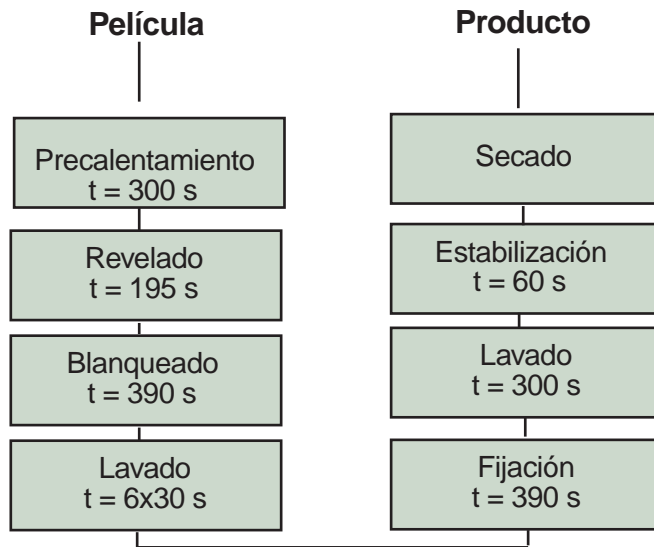 Película
Precalentamiento
t = 300 s
Revelado
t = 195 s
Blanqueado
t = 390 s
Lavado
t = 6x30 s
Producto
Secado
Estabilización
t = 60 s
Lavado
t = 300 s
Fijación
t = 390 s